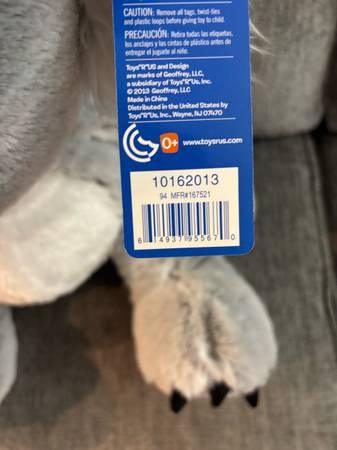 CAUTION: Remove all tags, twist-ties
and plastic loops before giving toy to child.
PRECAUCIÓN: Retira todas las etiquetas,
los anclajes y las cintas de plástico antes de
entregar el juguete al niño.
Toys"R"US and Design
are marks of Geoffrey, LLC,
a subsidiary of Toys"R"Us, Inc.
© 2013 Geoffrey, LLC
Made in China
Distributed in the United States by
Toys"R"Us, Inc., Wayne, NJ 07470
0+ www.toysrus.com
10162013
94 MFR#167521
6 49379 55670